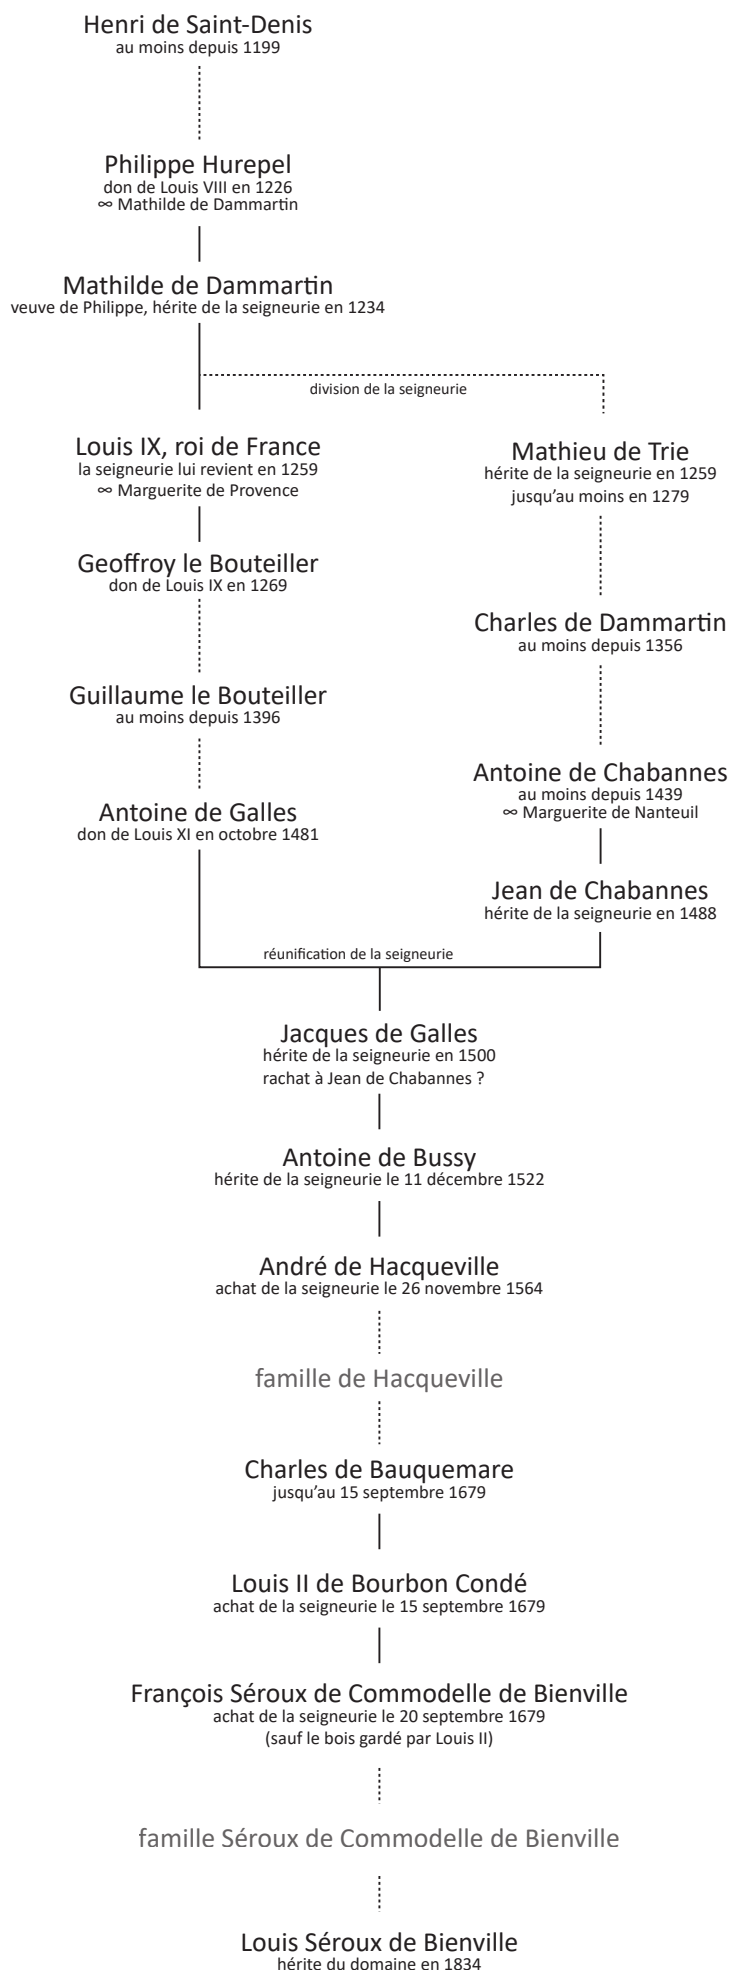 Henri de Saint-Denis
au moins depuis 1199
Philippe Hurepel
don de Louis VIII en 1226
∞ Mathilde de Dammartin
Mathilde de Dammartin
veuve de Philippe, hérite de la seigneurie en 1234
division de la seigneurie
Louis IX, roi de France
la seigneurie lui revient en 1259
∞ Marguerite de Provence
Mathieu de Trie
hérite de la seigneurie en 1259
jusqu'au moins en 1279
Geoffroy le Bouteiller
don de Louis IX en 1269
Charles de Dammartin
au moins depuis 1356
Guillaume le Bouteiller
au moins depuis 1396
Antoine de Chabannes
au moins depuis 1439
∞ Marguerite de Nanteuil
Antoine de Galles
don de Louis XI en octobre 1481
Jean de Chabannes
hérite de la seigneurie en 1488
réunification de la seigneurie
Jacques de Galles
hérite de la seigneurie en 1500
rachat à Jean de Chabannes ?
Antoine de Bussy
hérite de la seigneurie le 11 décembre 1522
André de Hacqueville
achat de la seigneurie le 26 novembre 1564
famille de Hacqueville
Charles de Bauquemare
jusqu'au 15 septembre 1679
Louis II de Bourbon Condé
achat de la seigneurie le 15 septembre 1679
François Séroux de Commodelle de Bienville
achat de la seigneurie le 20 septembre 1679
(sauf le bois gardé par Louis II)
famille Séroux de Commodelle de Bienville
Louis Séroux de Bienville
hérite du domaine en 1834